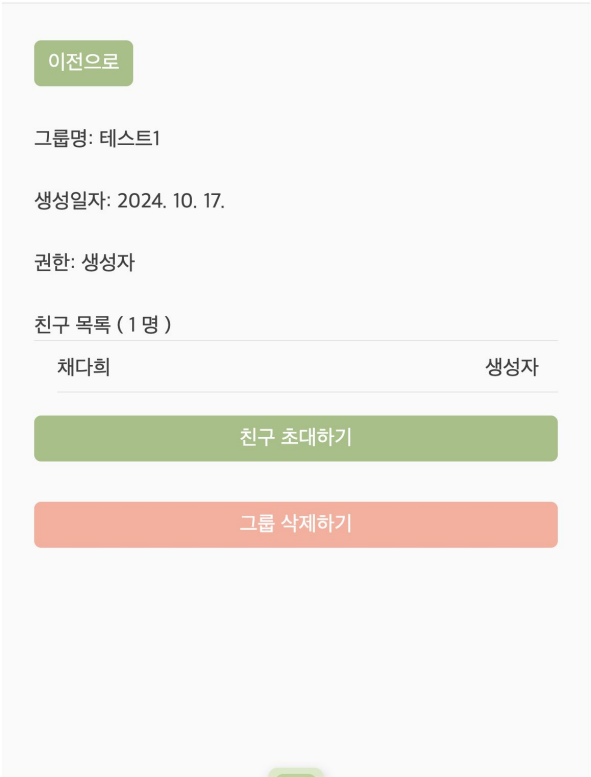 이전으로
그룹명: 테스트1
생성일자: 2024. 10. 17.
권한: 생성자
친구 목록 ( 1 명 )
채다희 생성자
친구 초대하기
그룹 삭제하기